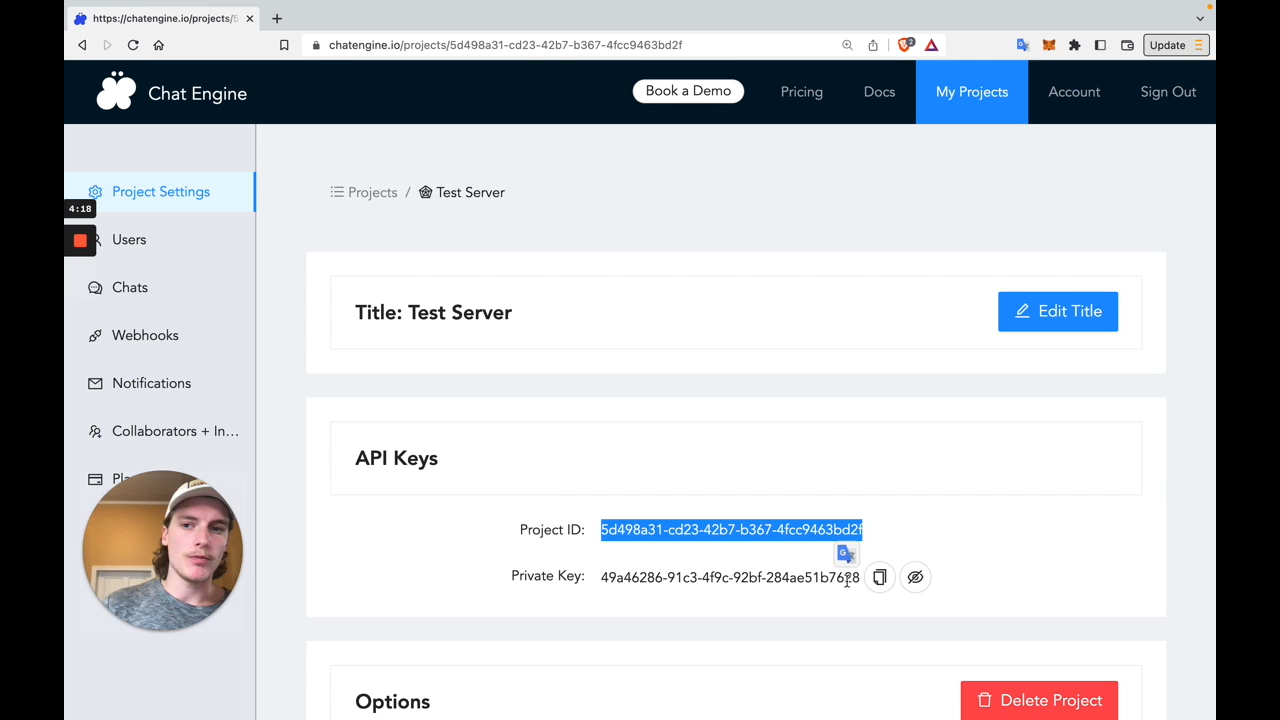 https://chatengine.io/projects/5
chatengine.io/projects/5d498a31-cd23-42b7-b367-4fcc9463bd2f
2
Update
Chat Engine
Book a Demo
Pricing
Docs
My Projects
Account
Sign Out
Project Settings
4:18
Users
Chats
Webhooks
Notifications
Collaborators + In...
Projects / Test Server
Title: Test Server
Edit Title
API Keys
Project ID: 5d498a31-cd23-42b7-b367-4fcc9463bd2f
Private Key: 49a46286-91c3-4f9c-92bf-284ae51b7628
Options
Delete Project